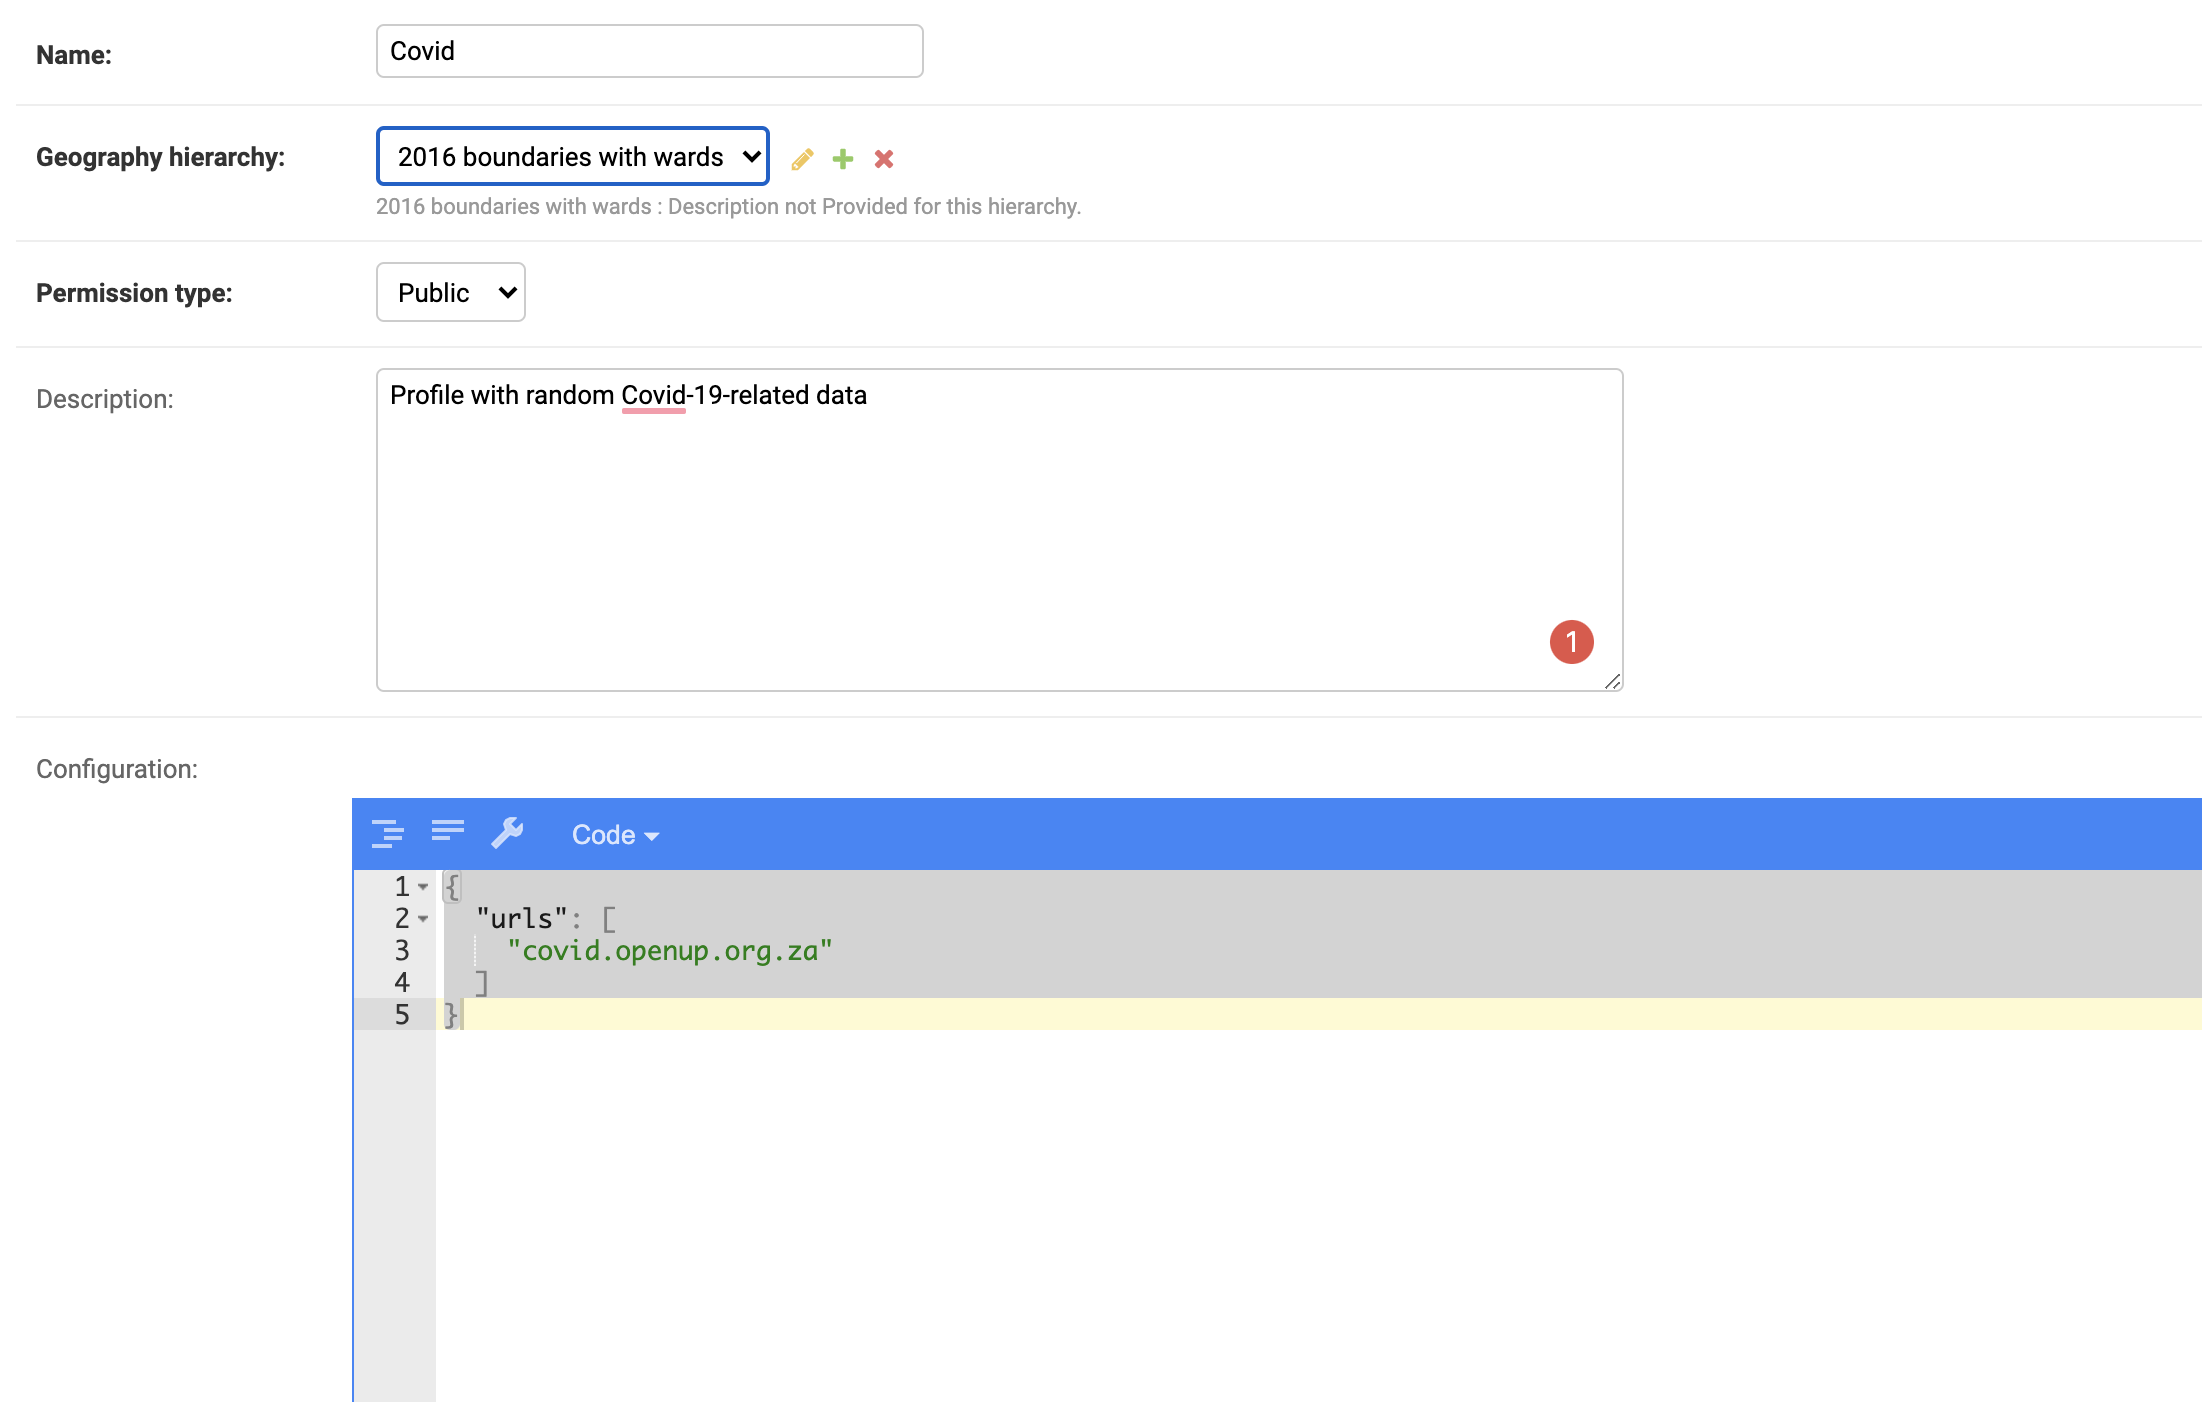 Name:
Covid
Geography hierarchy:
2016 boundaries with wards
2016 boundaries with wards : Description not Provided for this hierarchy.
Permission type:
Public
Description:
Profile with random Covid-19-related data
1
Configuration:
Code
1 {
2 "urls": [
3 "covid.openup.org.za"
4 ]
5 }